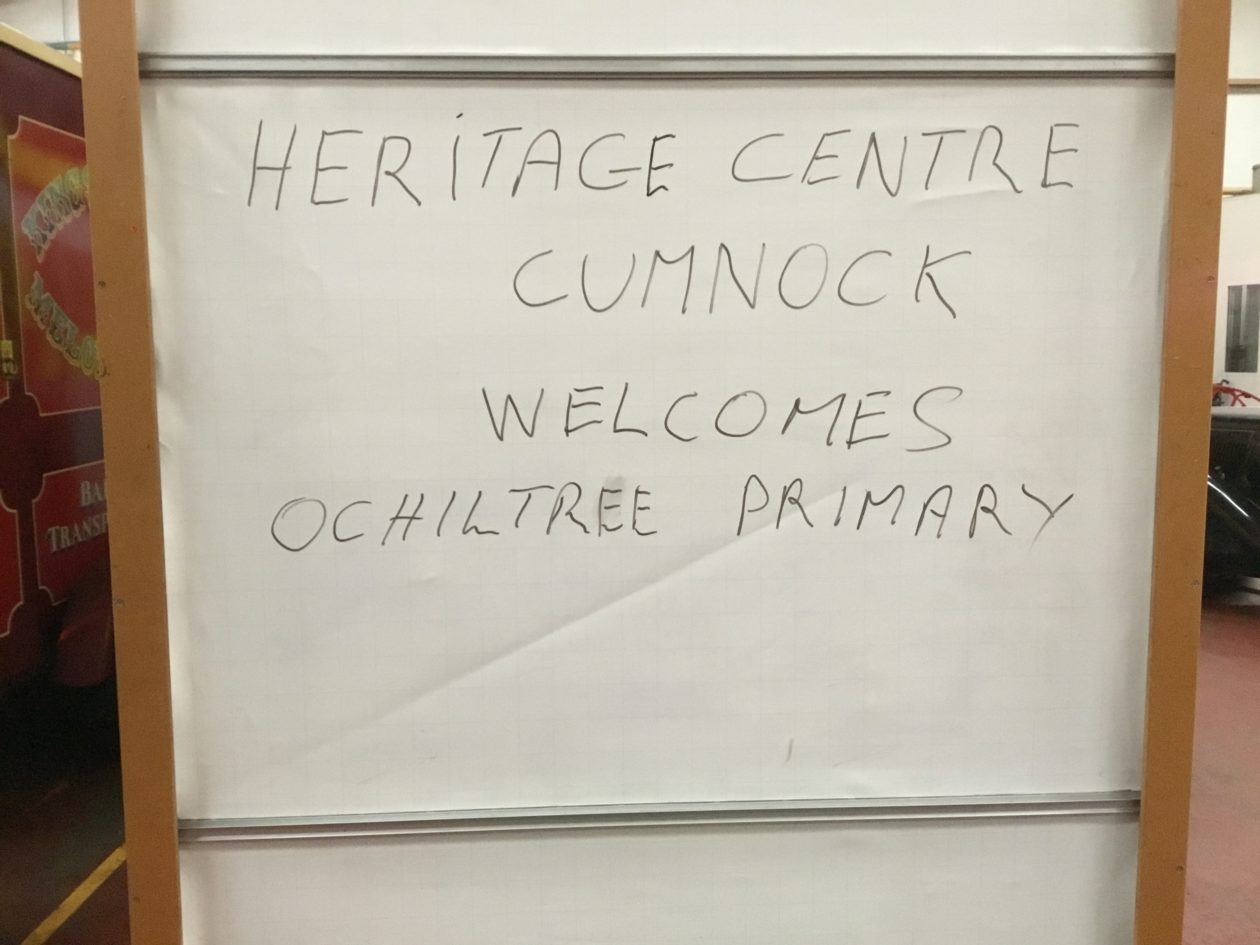 HERiTAGE CENTRE
CUMNOCK
WELCOMES
OCHILTREE PRIMARY